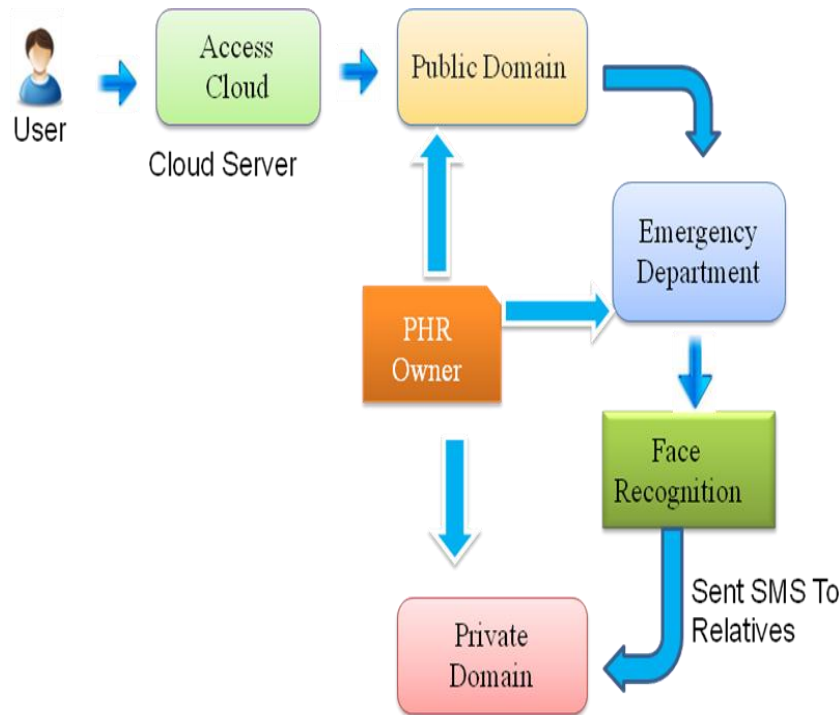 Access
Cloud
Public Domain
User
Cloud Server
Emergency
Department
PHR
Owner
Face
Recognition
Sent SMS To
Relatives
Private
Domain